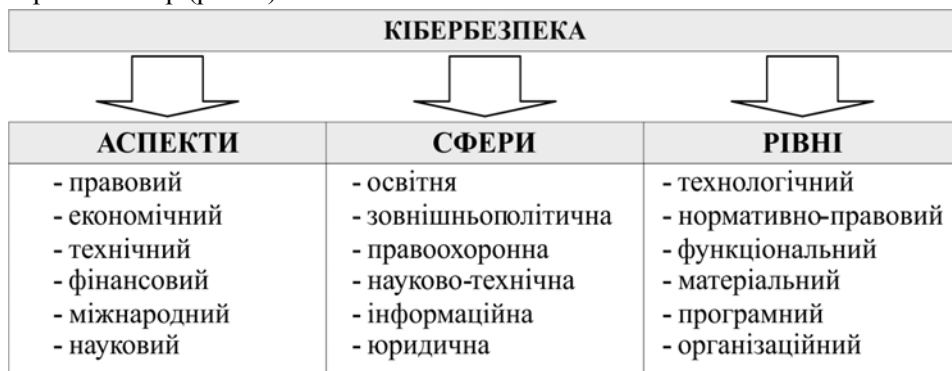 КІБЕРБЕЗПЕКА
АСПЕКТИ
- правовий
- економічний
- технічний
- фінансовий
- міжнародний
- науковий
СФЕРИ
- освітня
- зовнішньополітична
- правоохоронна
- науково-технічна
- інформаційна
- юридична
РІВНІ
- технологічний
- нормативно-правовий
- функціональний
- матеріальний
- програмний
- організаційний